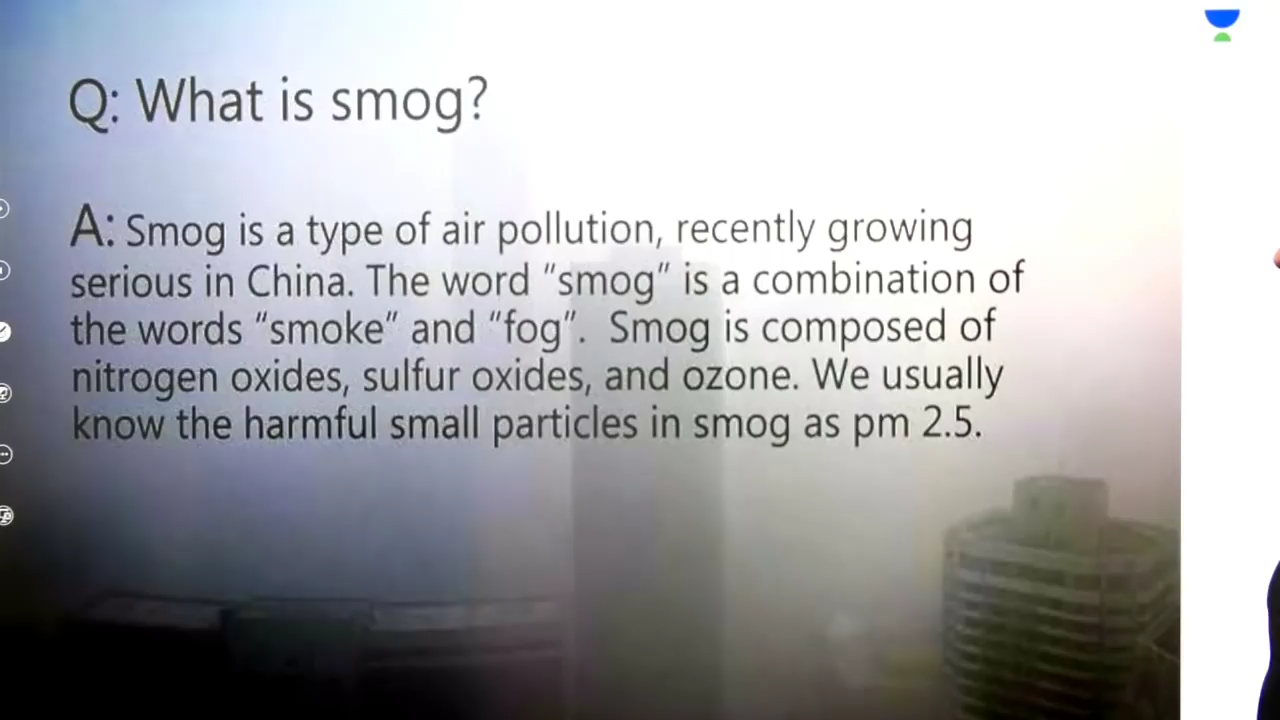 Q: What is smog?
A: Smog is a type of air pollution, recently growing
serious in China. The word "smog" is a combination of
the words "smoke" and "fog". Smog is composed of
nitrogen oxides, sulfur oxides, and ozone. We usually
know the harmful small particles in smog as pm 2.5.